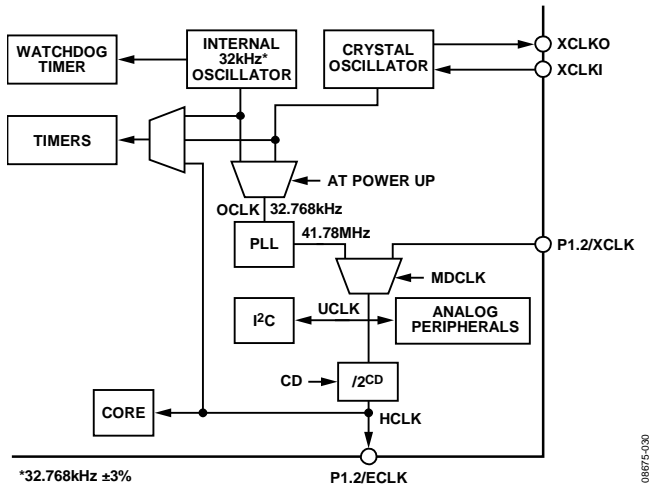 WATCHDOG
TIMER
INTERNAL
32kHz*
OSCILLATOR
CRYSTAL
OSCILLATOR
XCLKO
XCLKI
TIMERS
AT POWER UP
OCLK 32.768kHz
PLL
41.78MHz
P1.2/XCLK
MDCLK
I2C
UCLK
ANALOG
PERIPHERALS
CD
/2CD
CORE
HCLK
*32.768kHz ±3%
P1.2/ECLK
08675-030